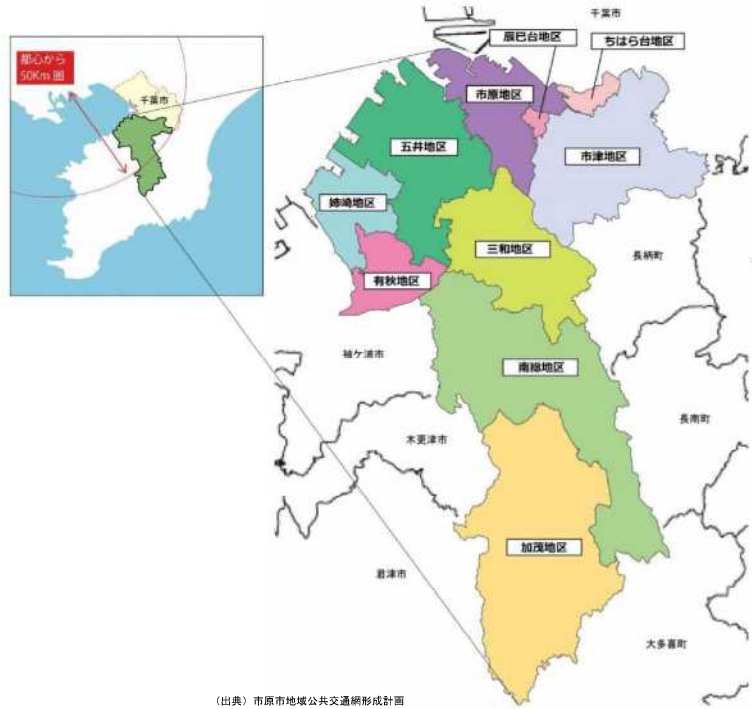 都心から
50Km 圏
千葉市
千葉市
辰巳台地区
ちはら台地区
市原地区
五井地区
市津地区
姉崎地区
三和地区
長柄町
有秋地区
袖ケ浦市
南総地区
長南町
木更津市
加茂地区
君津市
大多喜町
（出典）市原市地域公共交通網形成計画